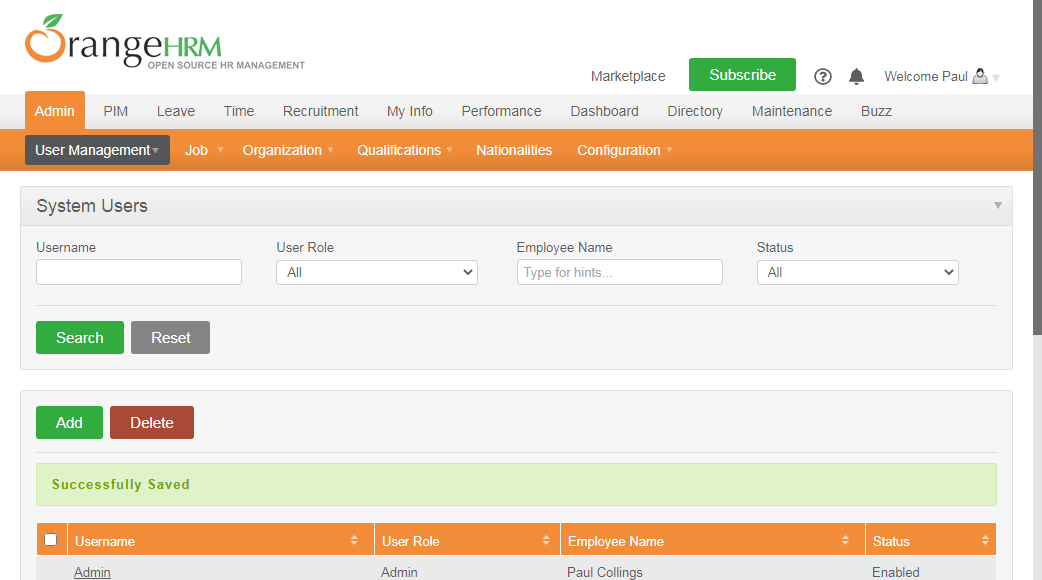 OrangeHRM
OPEN SOURCE HR MANAGEMENT
Marketplace Subscribe Welcome Paul
Admin PIM Leave Time Recruitment My Info Performance Dashboard Directory Maintenance Buzz
User Management Job Organization Qualifications Nationalities Configuration
System Users
Username User Role Employee Name Status
All Type for hints... All
Search Reset
Add Delete
Successfully Saved
Username User Role Employee Name Status
Admin Admin Paul Collings Enabled